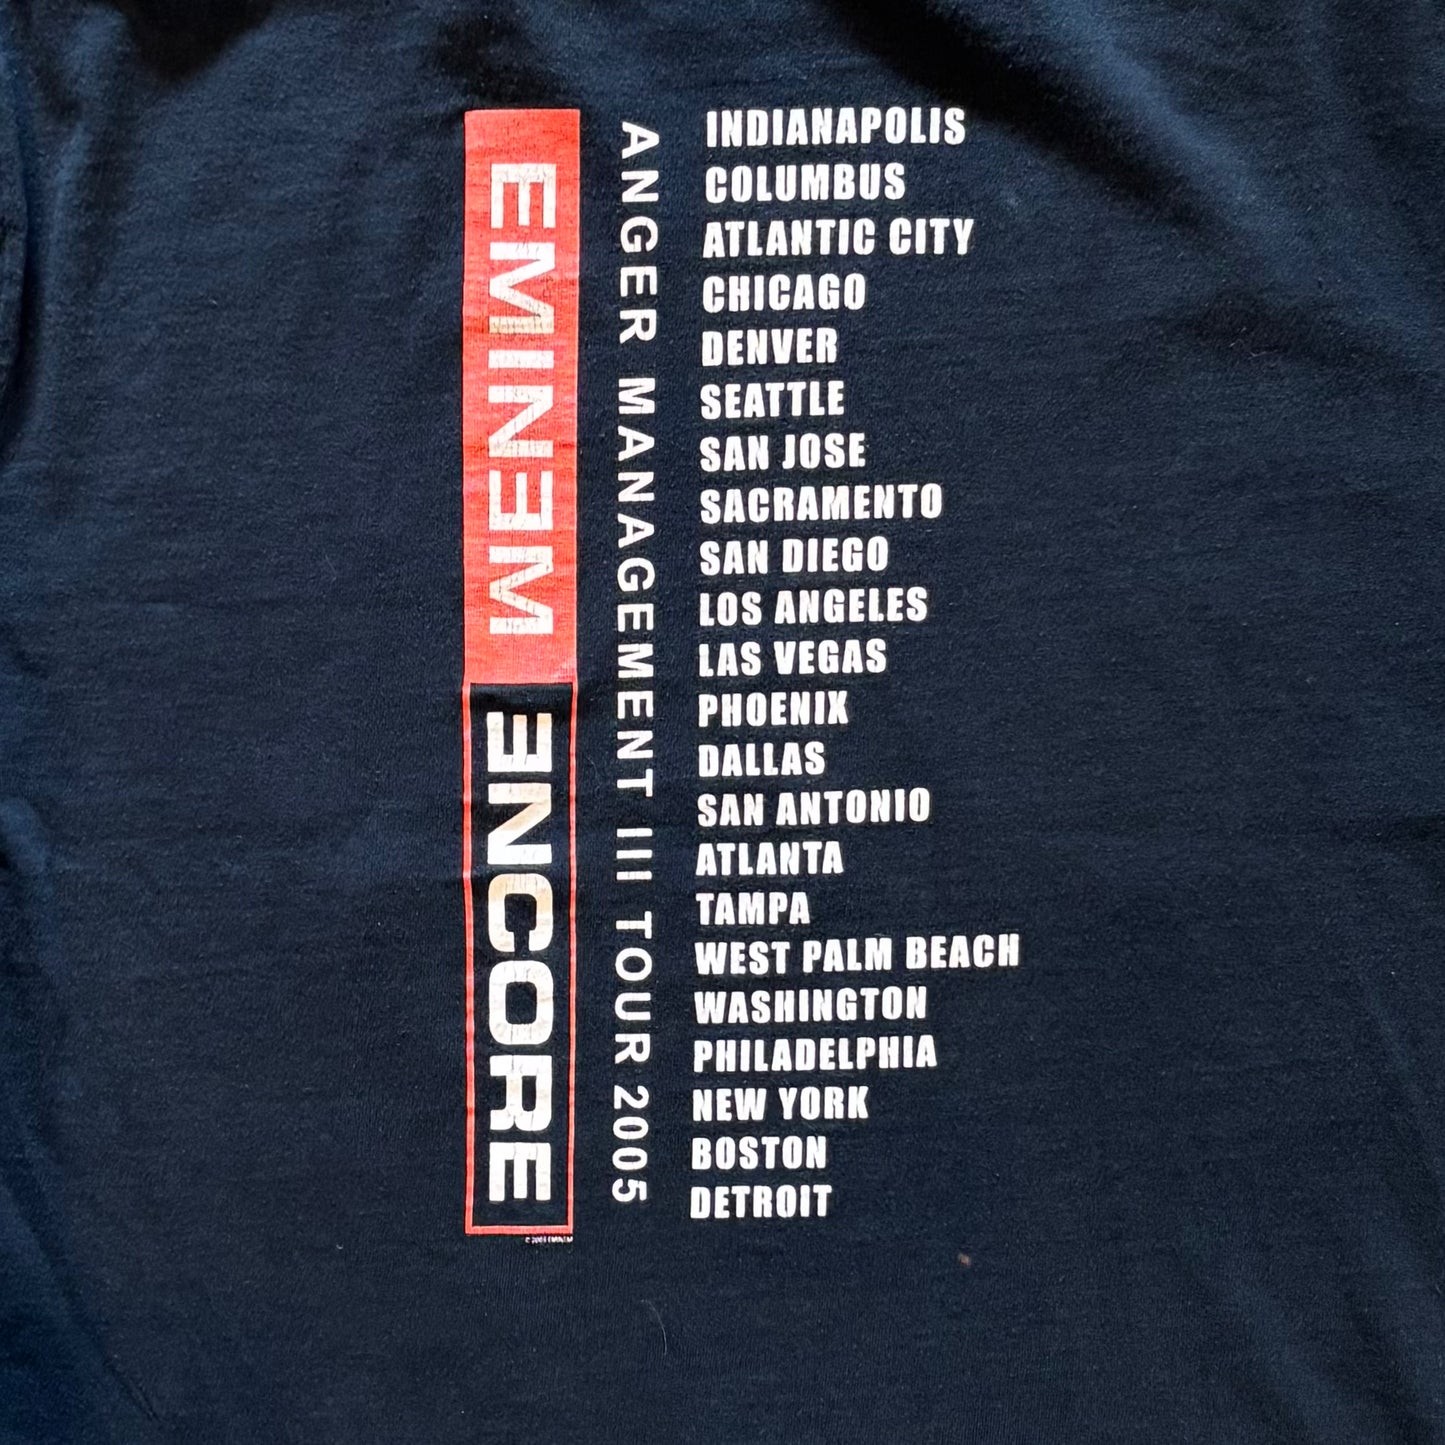 EMINEM
ENCORE
© 2005 EMINEM
ANGER MANAGEMENT III TOUR 2005
INDIANAPOLIS
COLUMBUS
ATLANTIC CITY
CHICAGO
DENVER
SEATTLE
SAN JOSE
SACRAMENTO
SAN DIEGO
LOS ANGELES
LAS VEGAS
PHOENIX
DALLAS
SAN ANTONIO
ATLANTA
TAMPA
WEST PALM BEACH
WASHINGTON
PHILADELPHIA
NEW YORK
BOSTON
DETROIT